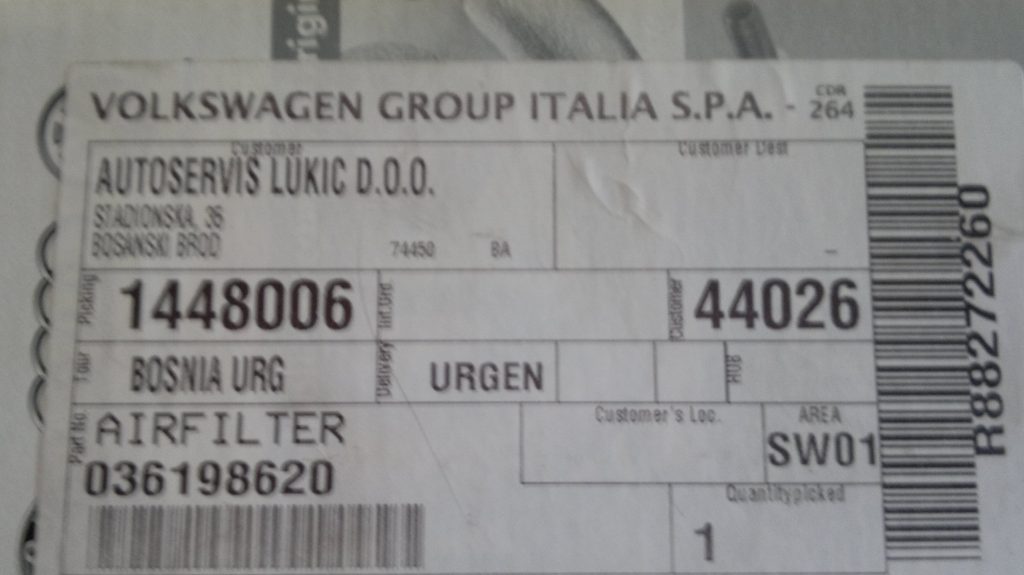 rigi
VOLKSWAGEN GROUP ITALIA S.P.A. - CDR 264
Customer
AUTOSERVIS LUKIC D.O.O.
STADIONSKA, 36
BOSANSKI BROD 74450 BA
Customer Dest
-
Picking
1448006
Int.Ord.
Customer
44026
Tour
BOSNIA URG
Delivery
URGEN
HUB
Part No.
AIRFILTER
036198620
Customer's Loc.
AREA
SW01
Quantitypicked
1
R88272260